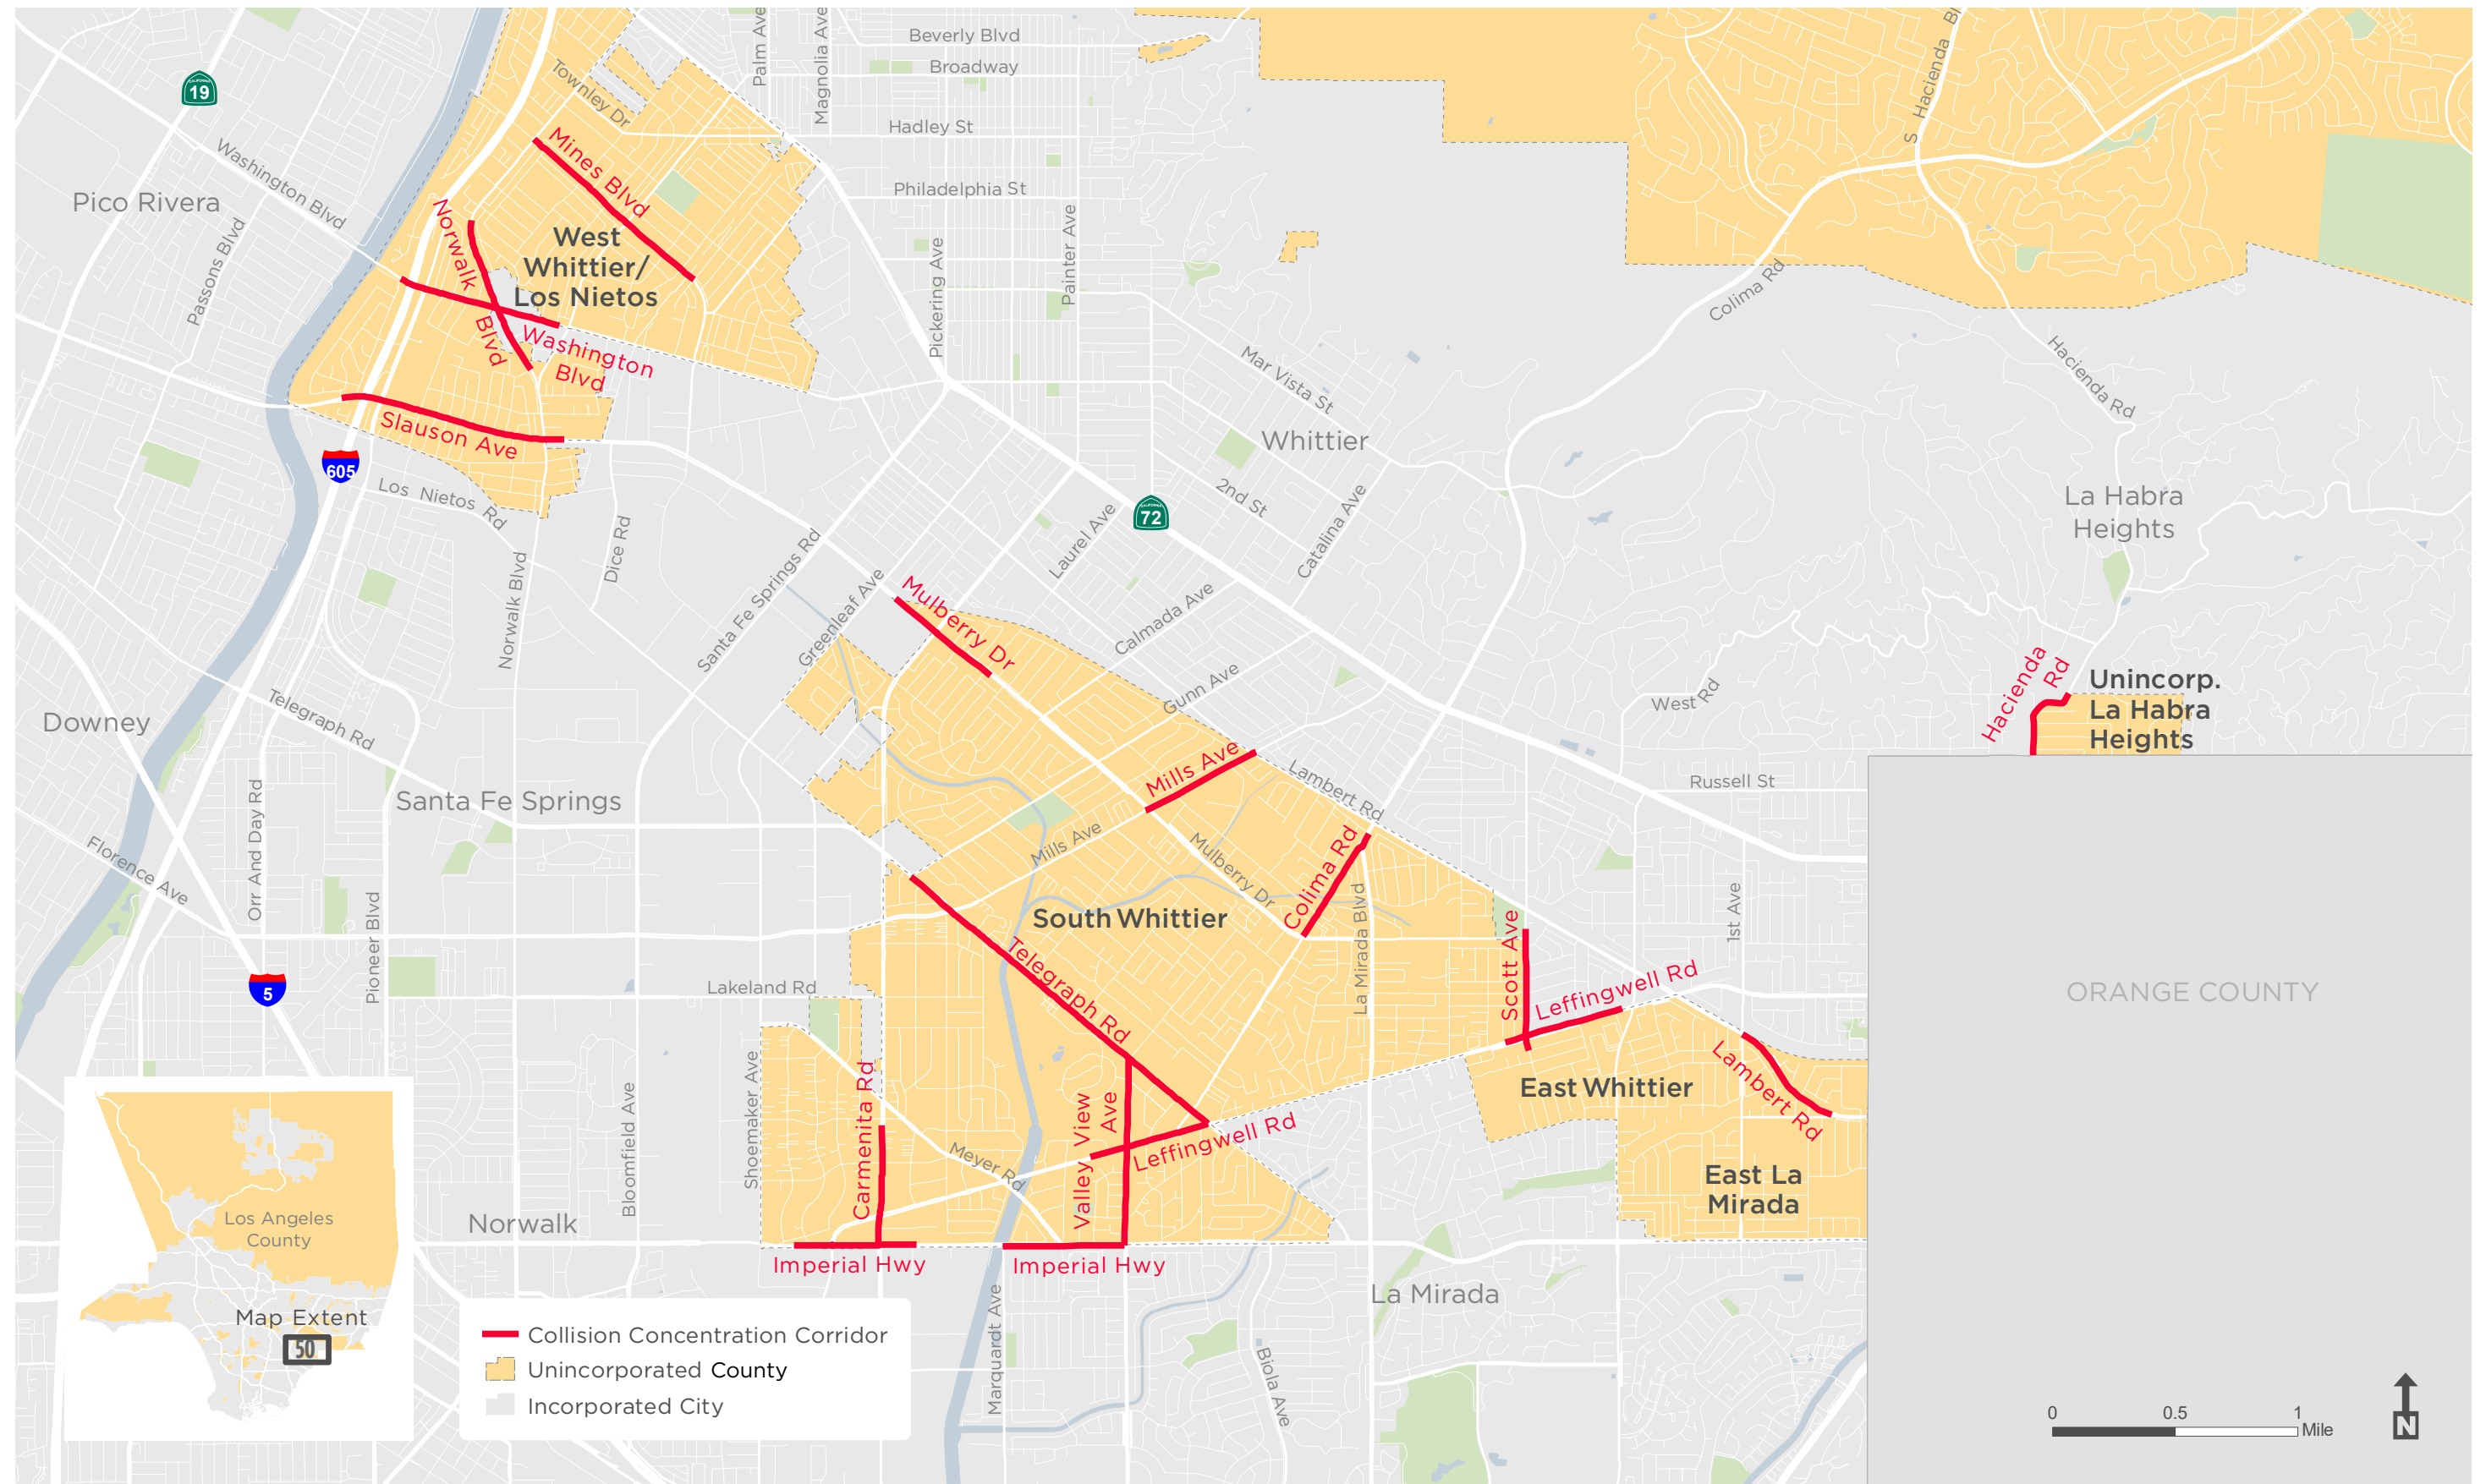 Beverly Blvd
Broadway
Palm Ave
Magnolia Ave
S Hacienda Bl
CALIFORNIA
19
Townley Dr
Hadley St
Washington Blvd
Mines Blvd
Pico Rivera
Philadelphia St
Norwalk
Blvd
West
Whittier/
Los Nietos
Passons Blvd
Painter Ave
Pickering Ave
Colima Rd
Washington
Blvd
Mar Vista St
Hacienda Rd
Slauson Ave
Whittier
605
Los Nietos Rd
2nd St
Catalina Ave
La Habra
Heights
CALIFORNIA
72
Laurel Ave
Dice Rd
Norwalk Blvd
Santa Fe Springs Rd
Greenleaf Ave
Mulberry Dr
Calmada Ave
Gunn Ave
West Rd
Hacienda
Rd
Unincorp.
La Habra
Heights
Downey
Telegraph Rd
Mills Ave
Lambert Rd
Russell St
Santa Fe Springs
Orr And Day Rd
Florence Ave
Mills Ave
Mulberry Dr
Colima Rd
La Mirada Blvd
1st Ave
South Whittier
Scott Ave
Leffingwell Rd
Pioneer Blvd
Telegraph Rd
Lakeland Rd
5
ORANGE COUNTY
Shoemaker Ave
Bloomfield Ave
Carmenita Rd
Valley View
Ave
Leffingwell Rd
Meyer Rd
East Whittier
Lambert Rd
East La
Mirada
Norwalk
Imperial Hwy
Imperial Hwy
La Mirada
Marquardt Ave
Biola Ave
Los Angeles
County
Map Extent
50
Collision Concentration Corridor
Unincorporated County
Incorporated City
0 0.5 1
Mile
N